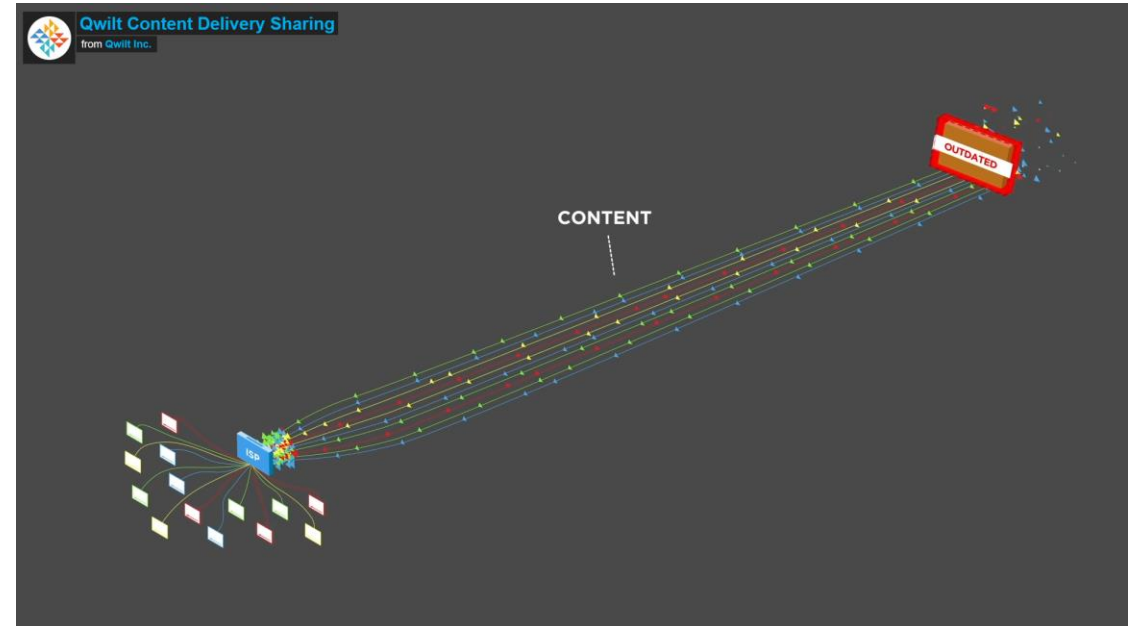 Qwilt Content Delivery Sharing
from Qwilt Inc.
OUTDATED
CONTENT
ISP